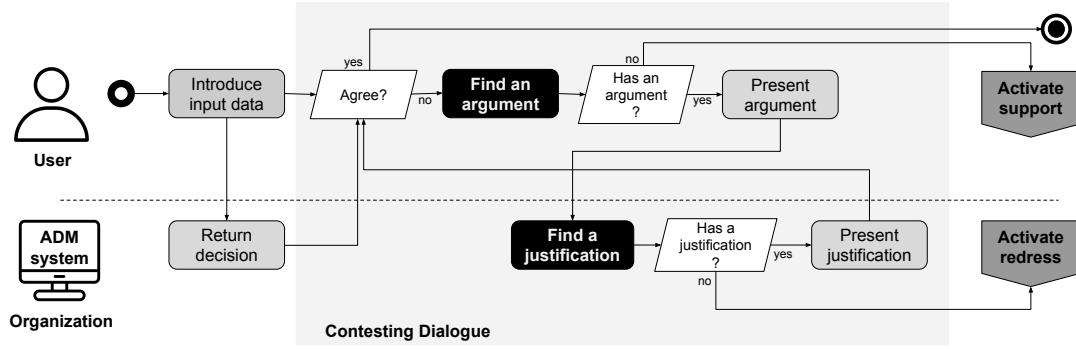 yes
no
Introduce
input data
Agree?
no
Find an
argument
Has an
argument
?
yes
Present
argument
Activate
support
User
ADM
system
Return
decision
Find a
justification
Has a
justification
?
yes
Present
justification
Activate
redress
no
Organization
Contesting Dialogue